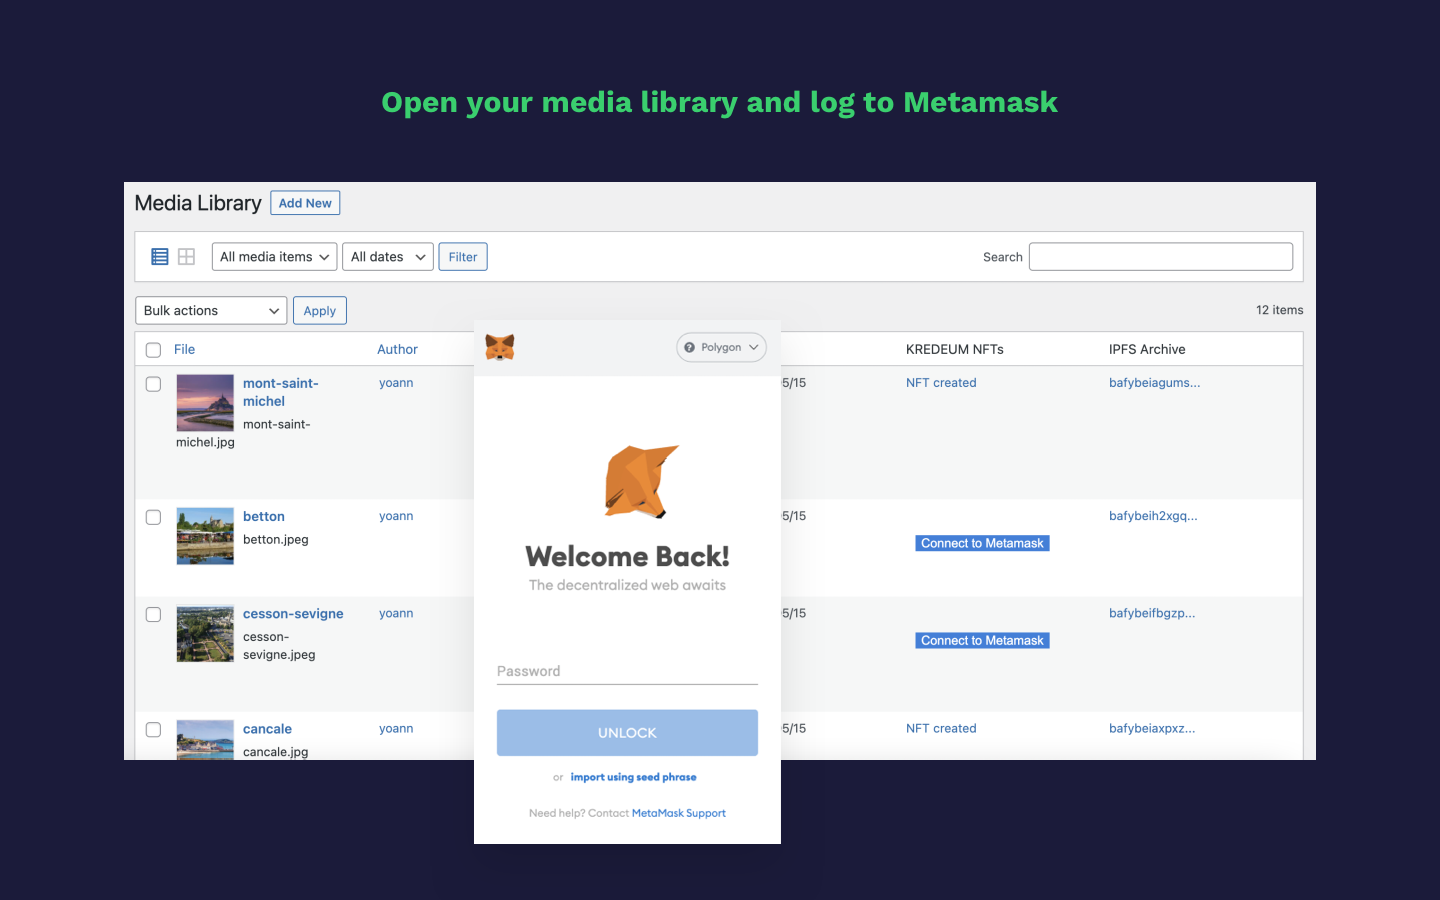 Open your media library and log to Metamask
Media Library Add New
All media items All dates Filter Search
Bulk actions Apply 12 items
File Author KREDEUM NFTs IPFS Archive
Polygon
mont-saint-
michel
mont-saint-
michel.jpg
yoann 5/15 NFT created bafybeiagums...
betton
betton.jpeg
yoann 5/15 bafybeih2xgq...
Connect to Metamask
cesson-sevigne
cesson-
sevigne.jpeg
yoann 5/15 bafybeifbgzp...
Connect to Metamask
cancale
cancale.jpg
yoann 5/15 NFT created bafybeiaxpxz...
Welcome Back!
The decentralized web awaits
Password
UNLOCK
or import using seed phrase
Need help? Contact MetaMask Support